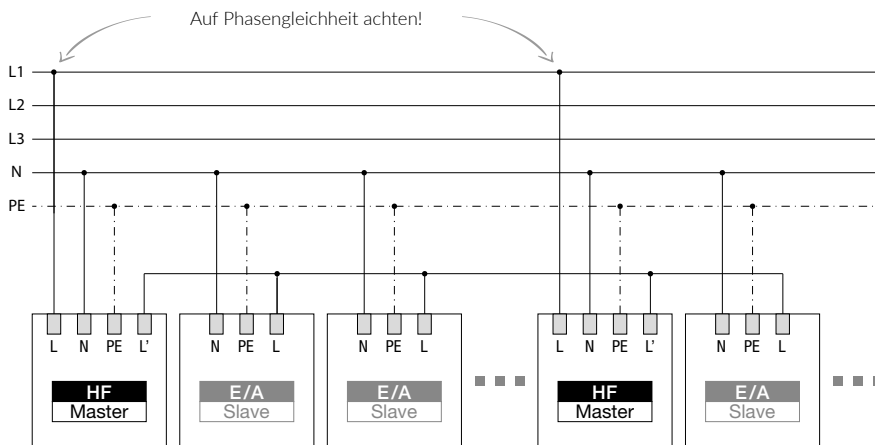 Auf Phasengleichheit achten!
L1
L2
L3
N
PE
L N PE L' N PE L N PE L L N PE L' N PE L
HF E/A E/A HF E/A
Master Slave Slave Master Slave